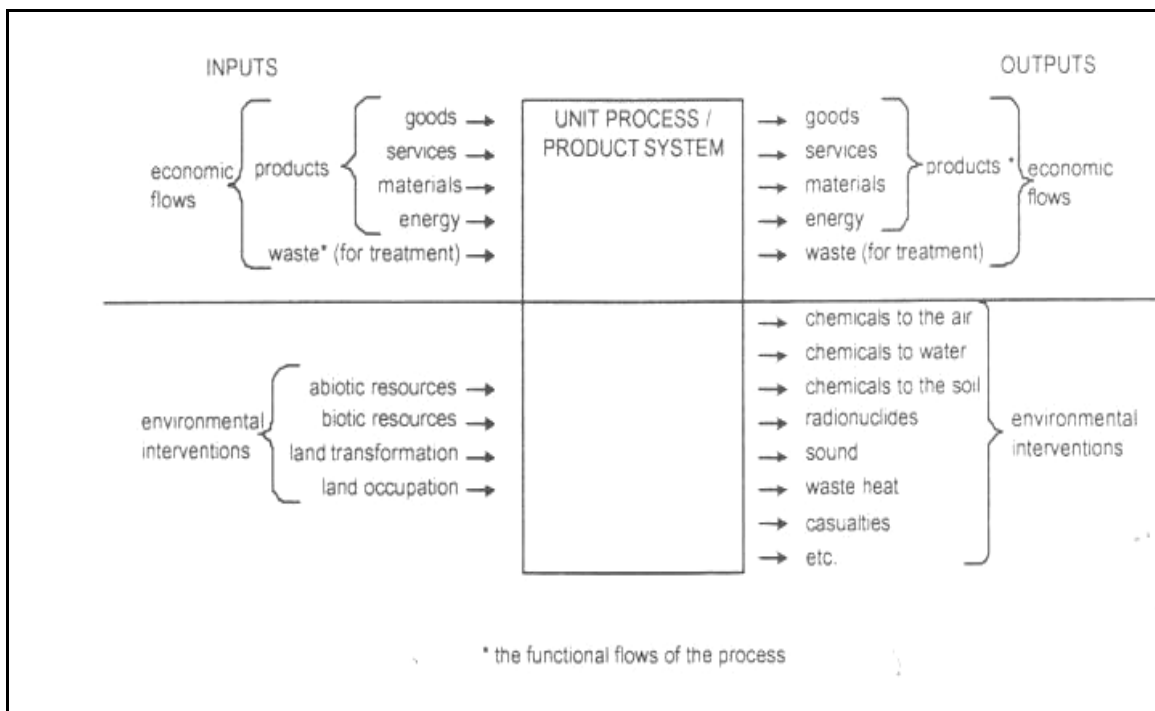 INPUTS
OUTPUTS
economic
flows
products
goods
services
materials
energy
waste* (for treatment)
UNIT PROCESS /
PRODUCT SYSTEM
goods
services
materials
energy
waste (for treatment)
products *
economic
flows
environmental
interventions
abiotic resources
biotic resources
land transformation
land occupation
chemicals to the air
chemicals to water
chemicals to the soil
radionuclides
sound
waste heat
casualties
etc.
environmental
interventions
* the functional flows of the process